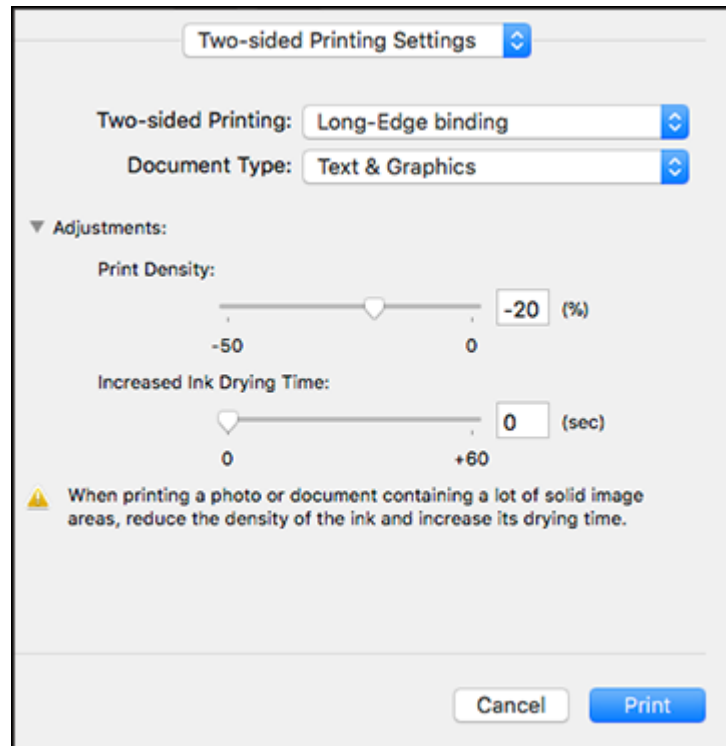 Two-sided Printing Settings
Two-sided Printing: Long-Edge binding
Document Type: Text & Graphics
Adjustments:
Print Density:
-20 (%)
-50 0
Increased Ink Drying Time:
0 (sec)
0 +60
When printing a photo or document containing a lot of solid image
areas, reduce the density of the ink and increase its drying time.
Cancel Print